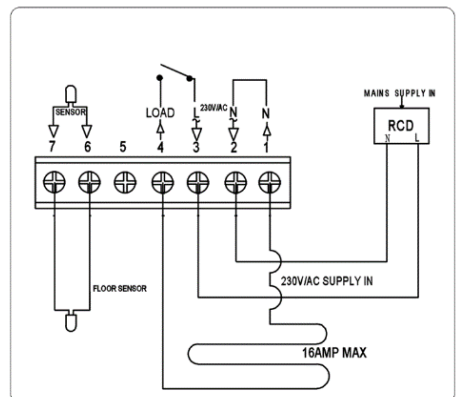 MAINS SUPPLY IN
SENSOR
LOAD
L
230V/AC
N
N
RCD
N L
7 6 5 4 3 2 1
FLOOR SENSOR
230V/AC SUPPLY IN
16AMP MAX